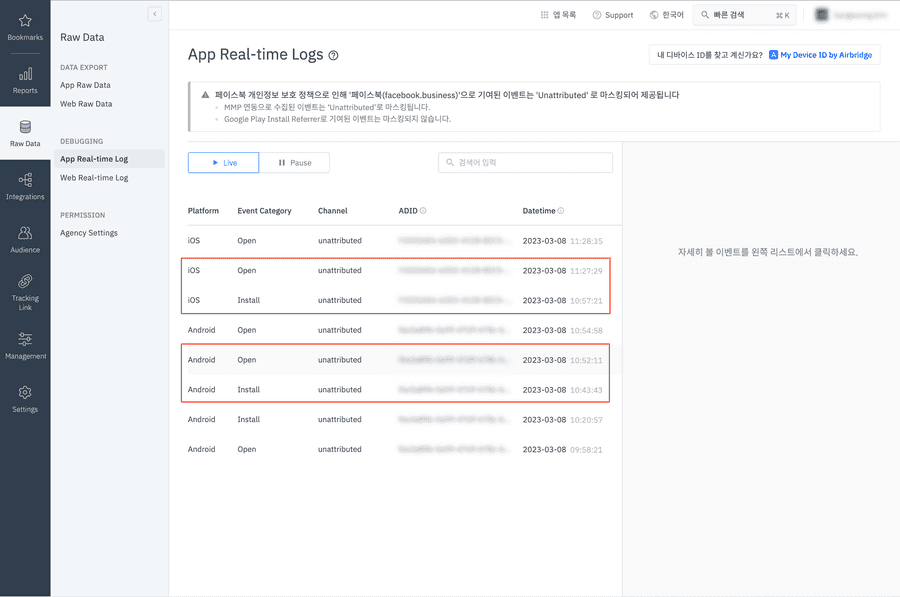 앱 목록
Support
한국어
빠른 검색
⌘ K
Bookmarks
Reports
Raw Data
Integrations
Audience
Tracking
Link
Management
Settings
Raw Data
DATA EXPORT
App Raw Data
Web Raw Data
DEBUGGING
App Real-time Log
Web Real-time Log
PERMISSION
Agency Settings
App Real-time Logs
내 디바이스 ID를 찾고 계신가요? My Device ID by Airbridge
페이스북 개인정보 보호 정책으로 인해 '페이스북(facebook.business)'으로 기여된 이벤트는 'Unattributed' 로 마스킹되어 제공됩니다
MMP 연동으로 수집된 이벤트는 'Unattributed'로 마스킹됩니다.
Google Play Install Referrer로 기여된 이벤트는 마스킹되지 않습니다.
Live
Pause
검색어 입력
Platform Event Category Channel ADID Datetime
iOS Open unattributed 2023-03-08 11:28:35
iOS Open unattributed 2023-03-08 11:27:29
iOS Install unattributed 2023-03-08 10:57:21
Android Open unattributed 2023-03-08 10:54:58
Android Open unattributed 2023-03-08 10:52:11
Android Install unattributed 2023-03-08 10:43:43
Android Install unattributed 2023-03-08 10:20:57
Android Open unattributed 2023-03-08 09:58:21
자세히 볼 이벤트를 왼쪽 리스트에서 클릭하세요.